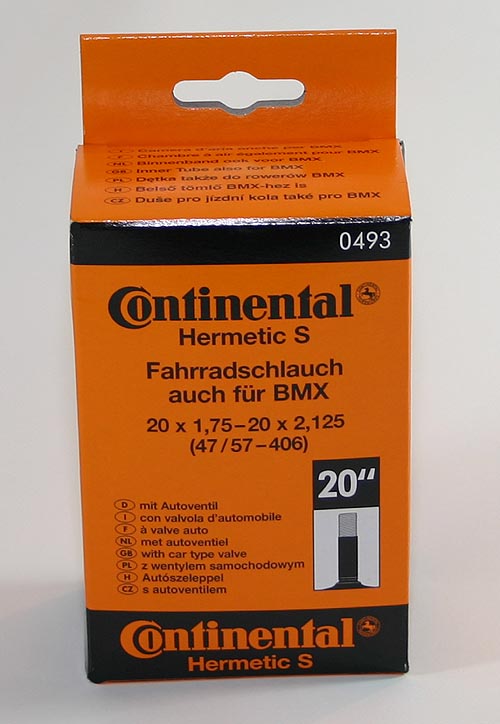 I Camera d'aria anche per BMX
F Chambre à air également pour BMX
NL Binnenband ook voor BMX
GB Inner Tube also for BMX
PL Dętka także do rowerów BMX
H Belső tömlő BMX-hez is
CZ Duše pro jízdní kola také pro BMX
0493
Continental
Hermetic S
Fahrradschlauch
auch für BMX
20 x 1,75–20 x 2,125
(47/57–406)
20“
D mit Autoventil
I con valvola d'automobile
F à valve auto
NL met autoventiel
GB with car type valve
PL z wentylem samochodowym
H Autószeleppel
CZ s autoventilem
Continental
Hermetic S